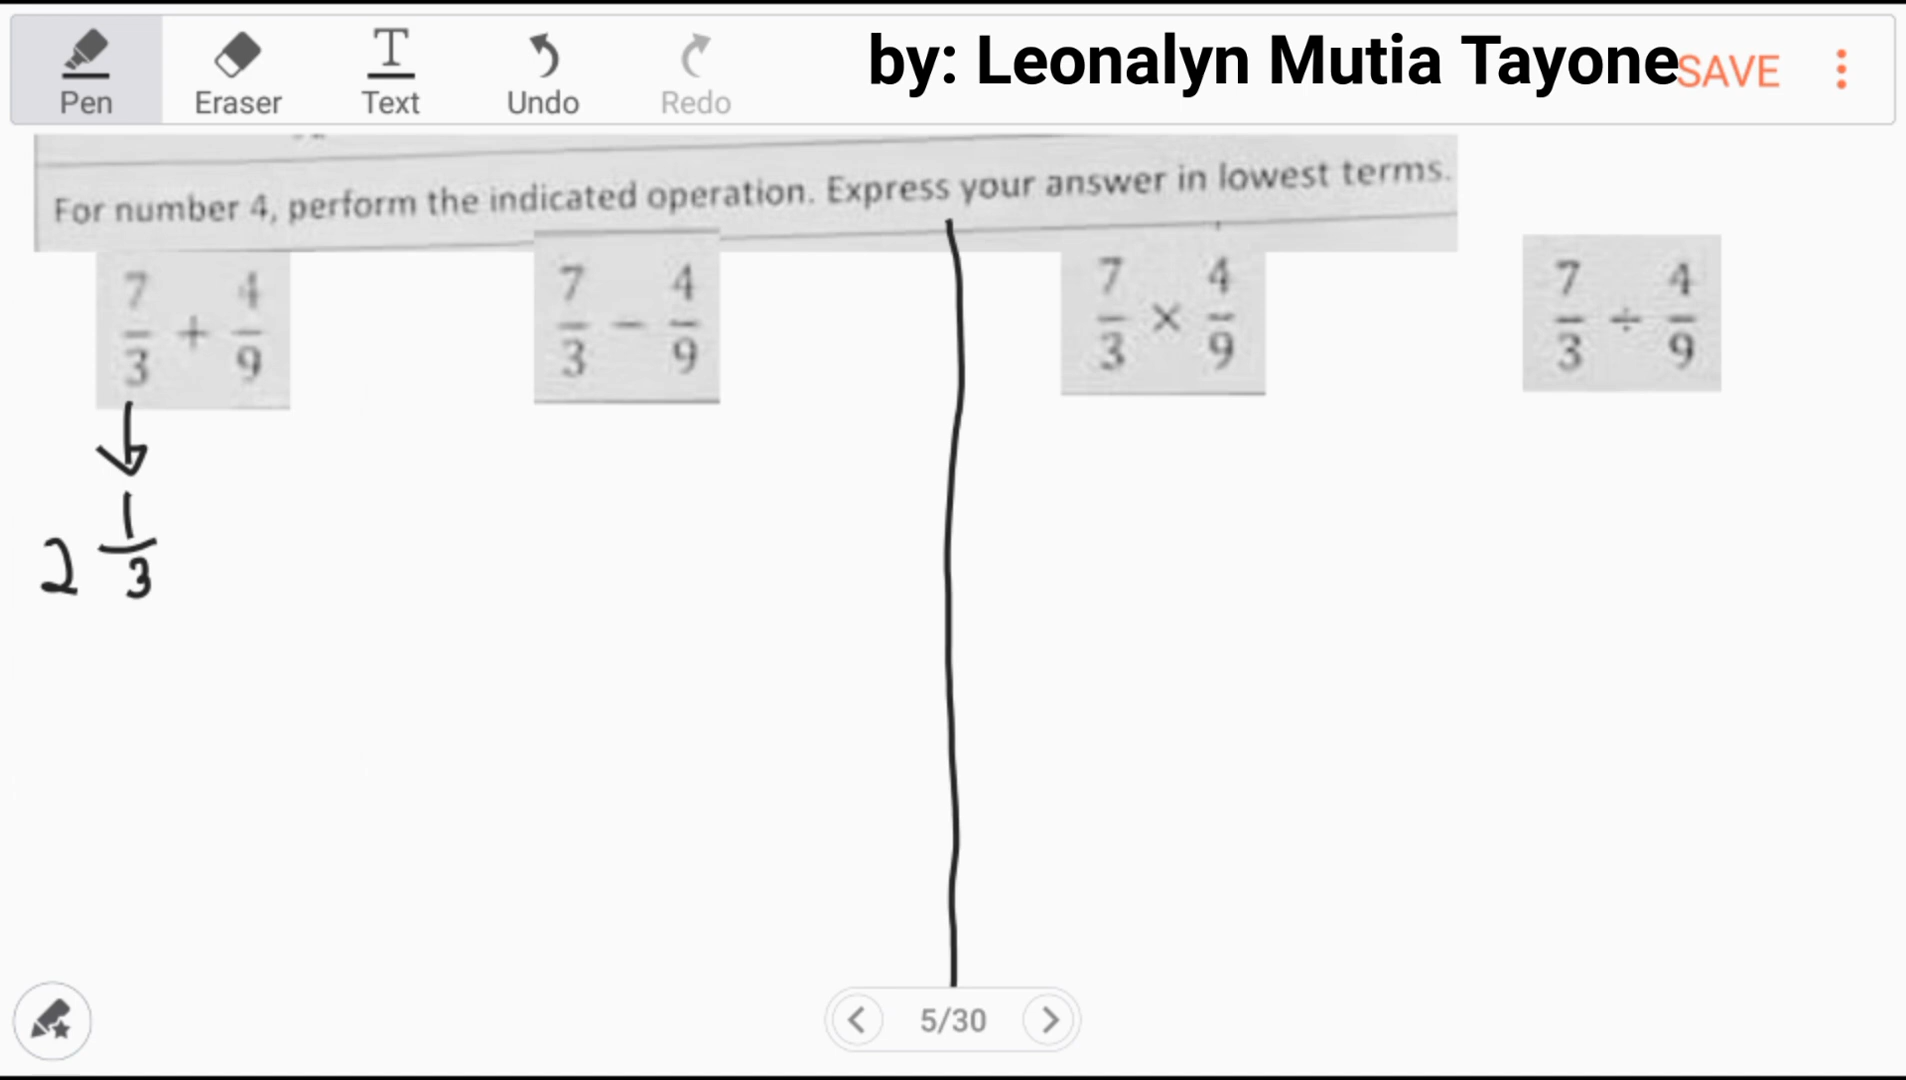 Pen Eraser Text Undo Redo by: Leonalyn Mutia Tayone SAVE
For number 4, perform the indicated operation. Express your answer in lowest terms.
7/3 + 4/9
7/3 − 4/9
7/3 × 4/9
7/3 ÷ 4/9
2 1/3
5/30